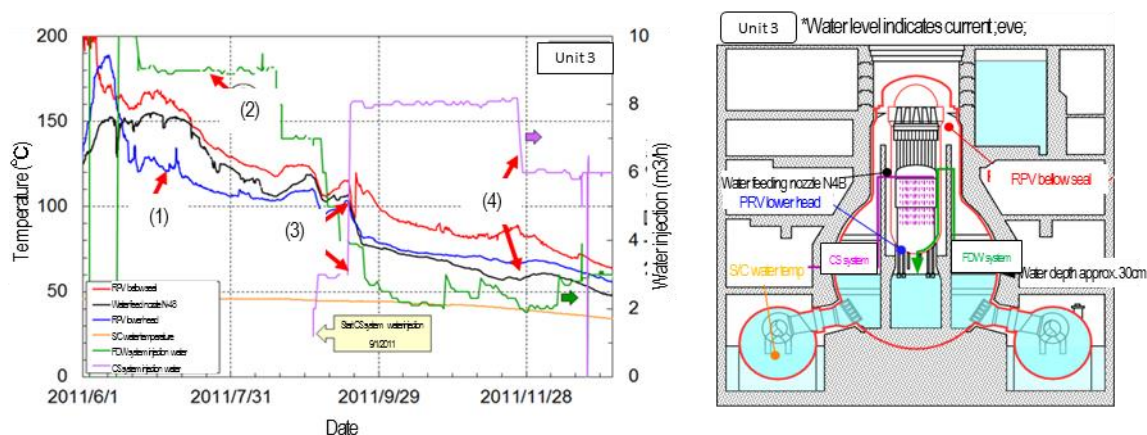 Unit 3
200
150
100
50
0
Temperature (°C)
10
8
6
4
2
0
Water injection (m3/h)
(1)
(2)
(3)
(4)
RPV bellow seal
Water feed nozzle N-4B
RPV lower head
S/C water temperature
FDW system injection water
CS system injection water
Start CS system water injection
9/1/2011
2011/6/1
2011/7/31
2011/9/29
2011/11/28
Date
Unit 3
*Water level indicates current ;eve;
RPV bellow seal
Water feeding nozzle N4B
PRV lower head
CS system
FDW system
S/C water temp
Water depth approx. 30cm